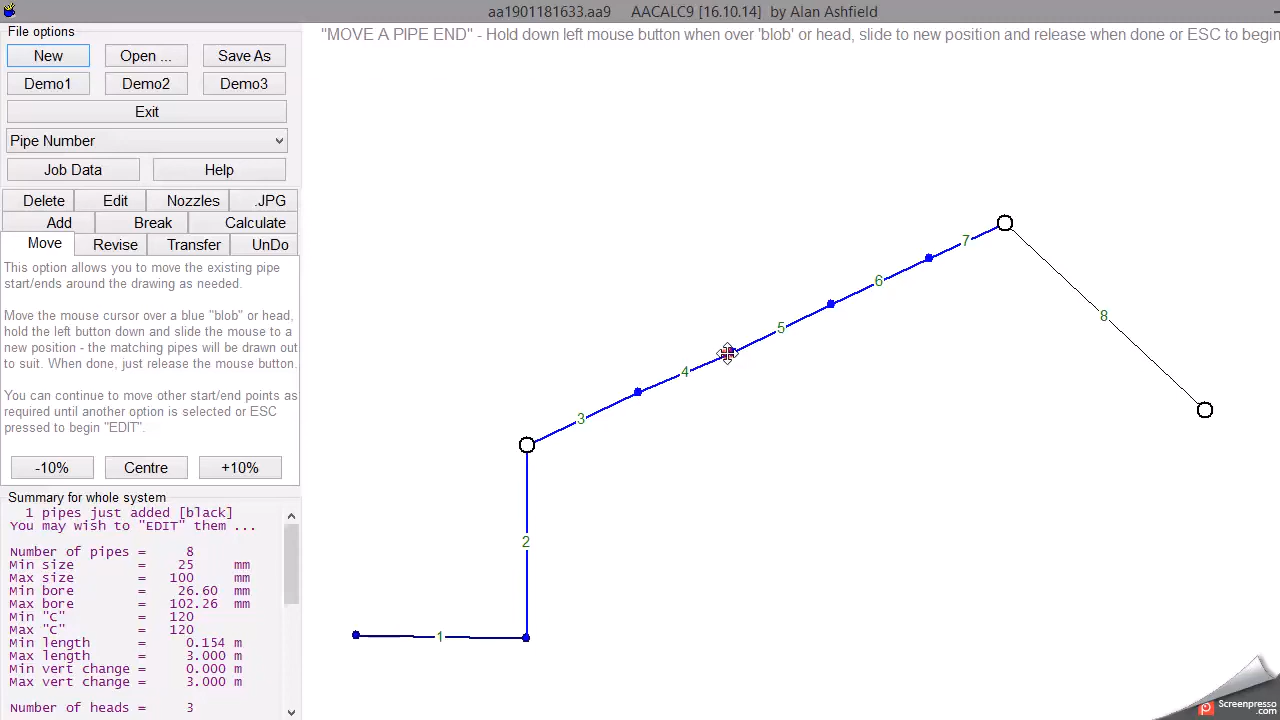 aa1901181633.aa9 AACALC9 [16.10.14] by Alan Ashfield
File options
"MOVE A PIPE END" - Hold down left mouse button when over 'blob' or head, slide to new position and release when done or ESC to begin
New Open ... Save As
Demo1 Demo2 Demo3
Exit
Pipe Number
Job Data Help
Delete Edit Nozzles .JPG
Add Break Calculate
Move Revise Transfer UnDo
This option allows you to move the existing pipe
start/ends around the drawing as needed.
Move the mouse cursor over a blue "blob" or head,
hold the left button down and slide the mouse to a
new position - the matching pipes will be drawn out
to suit. When done, just release the mouse button.
You can continue to move other start/end points as
required until another option is selected or ESC
pressed to begin "EDIT".
-10% Centre +10%
Summary for whole system
1 pipes just added [black]
You may wish to "EDIT" them ...
Number of pipes = 8
Min size = 25 mm
Max size = 100 mm
Min bore = 26.60 mm
Max bore = 102.26 mm
Min "C" = 120
Max "C" = 120
Min length = 0.154 m
Max length = 3.000 m
Min vert change = 0.000 m
Max vert change = 3.000 m
Number of heads = 3
7
6
8
5
4
3
2
1
Screenpresso
.com